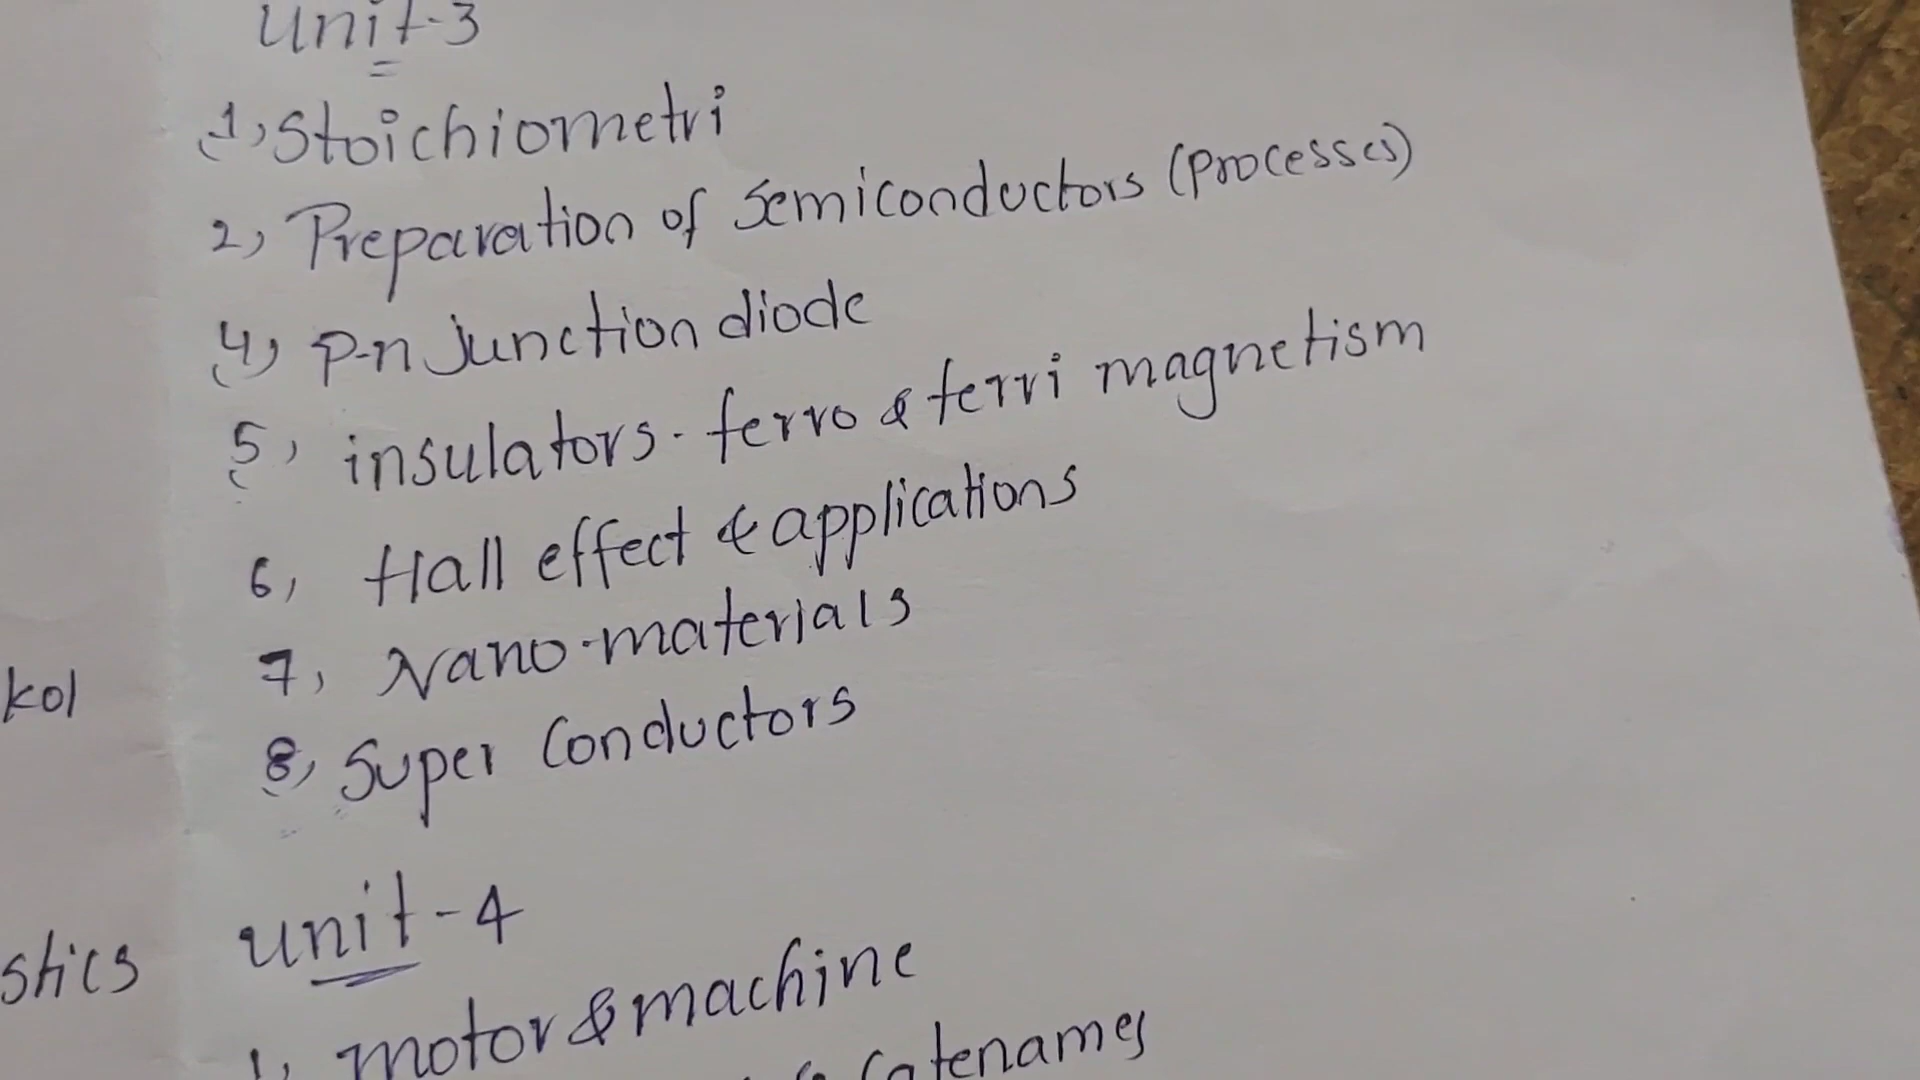 unit-3
1, Stoichiometri
2, Preparation of Semiconductors (processes)
4, p-n junction diode
5, insulators- ferro & ferri magnetism
6, Hall effect & applications
7, Nano-materials
8, Super Conductors
kol
unit-4
stics
1, motor & machine
& Catenames